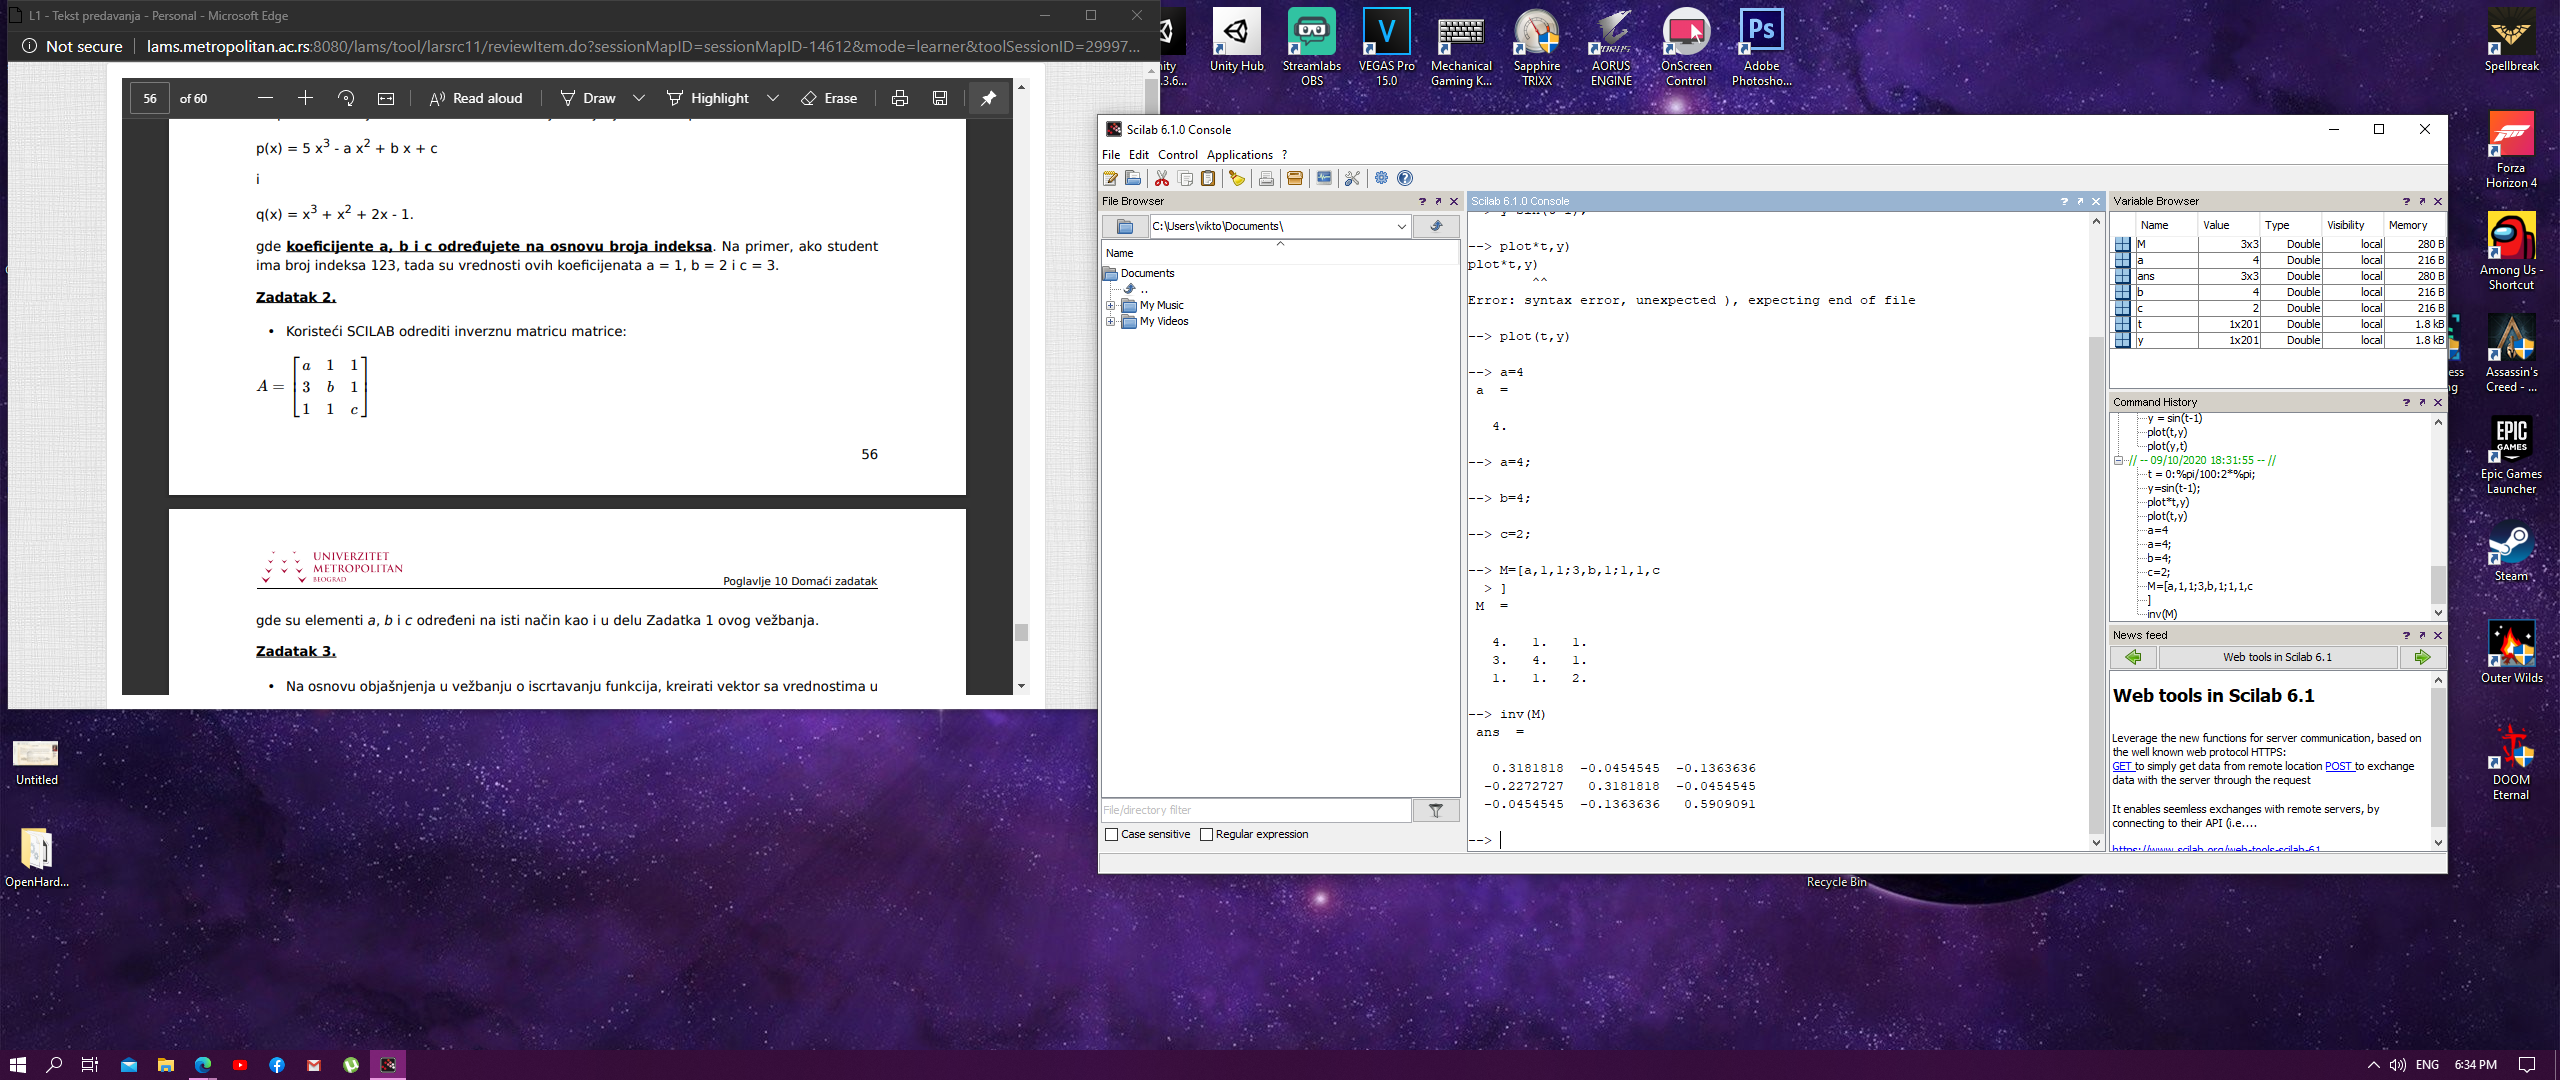 L1 - Tekst predavanja - Personal - Microsoft Edge
Not secure
lams.metropolitan.ac.rs:8080/lams/tool/larsrc11/reviewItem.do?sessionMapID=sessionMapID-14612&mode=learner&toolSessionID=29997...
56 of 60
Read aloud
Draw
Highlight
Erase
p(x) = 5 x3 - a x2 + b x + c
i
q(x) = x3 + x2 + 2x - 1.
gde koeficijente a, b i c određujete na osnovu broja indeksa. Na primer, ako student
ima broj indeksa 123, tada su vrednosti ovih koeficijenata a = 1, b = 2 i c = 3.
Zadatak 2.
• Koristeći SCILAB odrediti inverznu matricu matrice:
A = [a 1 1
3 b 1
1 1 c]
56
UNIVERZITET
METROPOLITAN
BEOGRAD
Poglavlje 10 Domaći zadatak
gde su elementi a, b i c određeni na isti način kao i u delu Zadatka 1 ovog vežbanja.
Zadatak 3.
• Na osnovu objašnjenja u vežbanju o iscrtavanju funkcija, kreirati vektor sa vrednostima u
Untitled
OpenHard...
Unity Hub
Streamlabs
OBS
VEGAS Pro
15.0
Mechanical
Gaming K...
Sapphire
TRIXX
AORUS
ENGINE
OnScreen
Control
Ps
Adobe
Photosho...
Scilab 6.1.0 Console
File Edit Control Applications ?
File Browser
C:\Users\vikto\Documents\
Name
Documents
..
My Music
My Videos
File/directory filter
Case sensitive
Regular expression
Scilab 6.1.0 Console
--> plot*t,y)
plot*t,y)
^^
Error: syntax error, unexpected ), expecting end of file
--> plot(t,y)
--> a=4
a =
4.
--> a=4;
--> b=4;
--> c=2;
--> M=[a,1,1;3,b,1;1,1,c
> ]
M =
4. 1. 1.
3. 4. 1.
1. 1. 2.
--> inv(M)
ans =
0.3181818 -0.0454545 -0.1363636
-0.2272727 0.3181818 -0.0454545
-0.0454545 -0.1363636 0.5909091
-->
Variable Browser
Name Value Type Visibility Memory
M 3x3 Double local 280 B
a 4 Double local 216 B
ans 3x3 Double local 280 B
b 4 Double local 216 B
c 2 Double local 216 B
t 1x201 Double local 1.8 kB
y 1x201 Double local 1.8 kB
Command History
y = sin(t-1)
plot(t,y)
plot(y,t)
// -- 09/10/2020 18:31:55 -- //
t = 0:%pi/100:2*%pi;
y=sin(t-1);
plot*t,y)
plot(t,y)
a=4
a=4;
b=4;
c=2;
M=[a,1,1;3,b,1;1,1,c
]
inv(M)
News feed
Web tools in Scilab 6.1
Web tools in Scilab 6.1
Leverage the new functions for server communication, based on
the well known web protocol HTTPS:
GET to simply get data from remote location POST to exchange
data with the server through the request
It enables seemless exchanges with remote servers, by
connecting to their API (i.e....
https://www.scilab.org/web-tools-scilab-61
Recycle Bin
Spellbreak
Forza
Horizon 4
Among Us -
Shortcut
Assassin's
Creed - ...
EPIC
GAMES
Epic Games
Launcher
Steam
Outer Wilds
DOOM
Eternal
ENG
6:34 PM